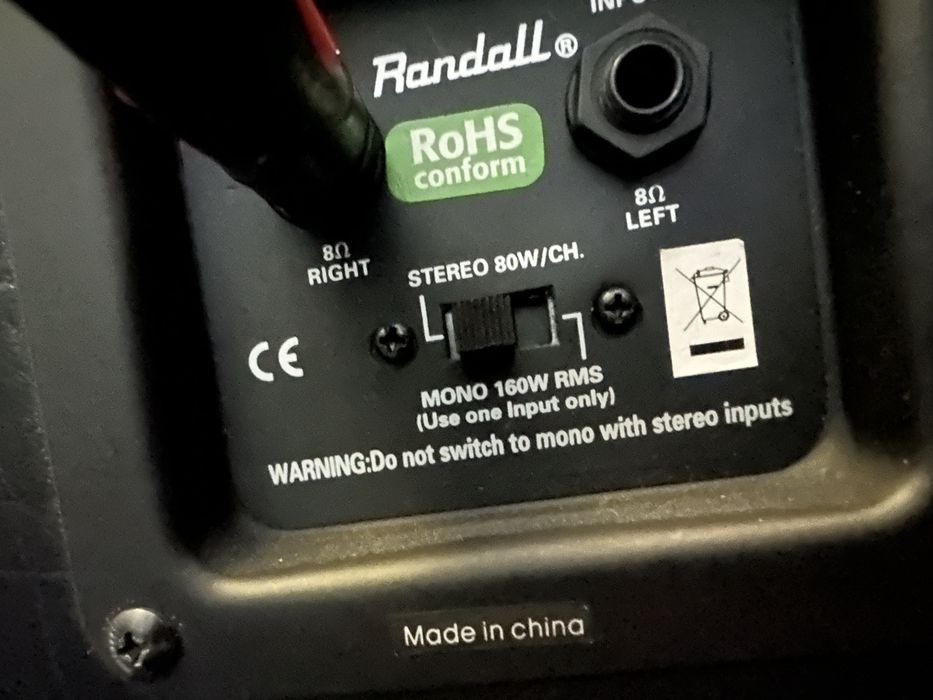 Randall®
RoHS
conform
8Ω
LEFT
8Ω
RIGHT
STEREO 80W/CH.
CE
MONO 160W RMS
(Use one Input only)
WARNING:Do not switch to mono with stereo inputs
Made in china